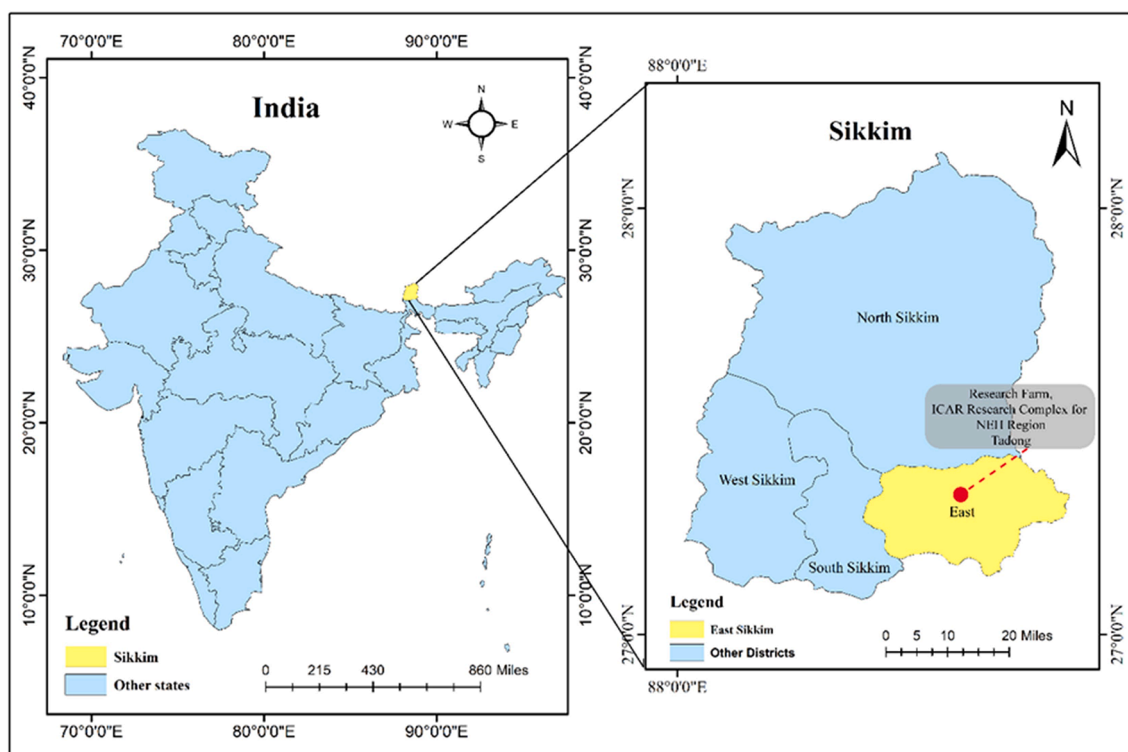 70°0'0"E 80°0'0"E 90°0'0"E
40°0'0"N
30°0'0"N
20°0'0"N
10°0'0"N
India
N
W E
S
40°0'0"N
30°0'0"N
20°0'0"N
10°0'0"N
Legend
Sikkim
Other states
0 215 430 860 Miles
70°0'0"E 80°0'0"E 90°0'0"E
88°0'0"E
Sikkim
N
28°0'0"N
28°0'0"N
North Sikkim
Research Farm,
ICAR Research Complex for
NEH Region
Tadong
West Sikkim
East
South Sikkim
Legend
East Sikkim
Other Districts
0 5 10 20 Miles
27°0'0"N
27°0'0"N
88°0'0"E